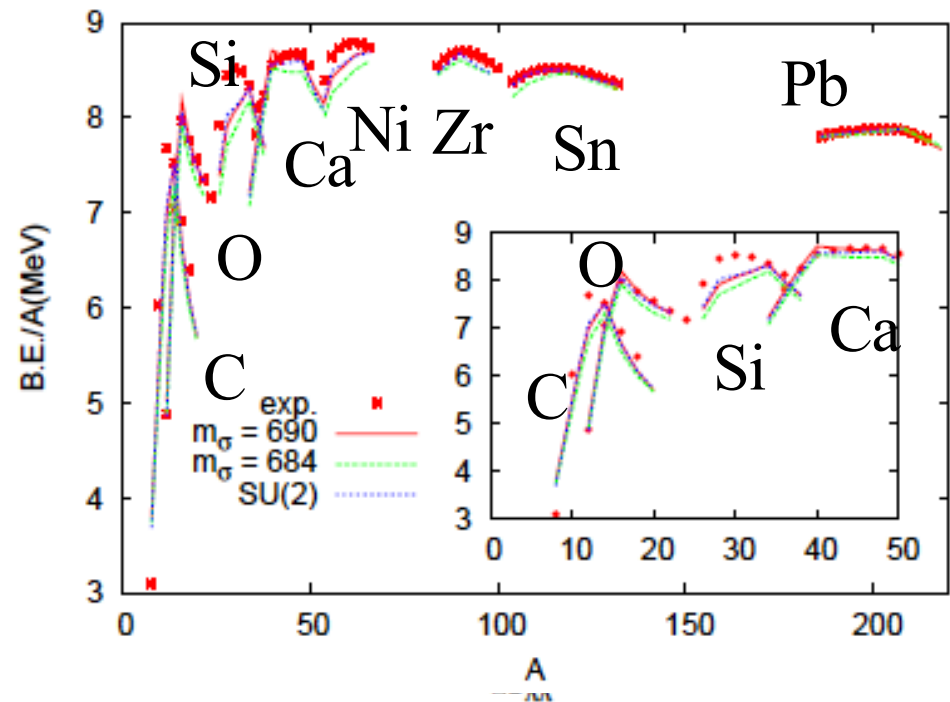 9
8
7
6
5
4
3
B.E./A(MeV)
Si
Ca
Ni
Zr
Sn
Pb
O
C
exp.
mσ = 690
mσ = 684
SU(2)
9
8
7
6
5
4
3
O
C
Si
Ca
0 10 20 30 40 50
0 50 100 150 200
A